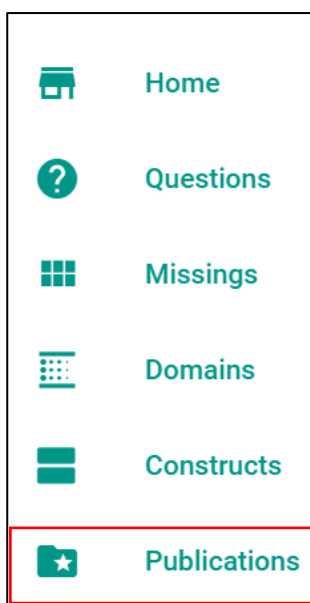 Home
Questions
Missings
Domains
Constructs
Publications